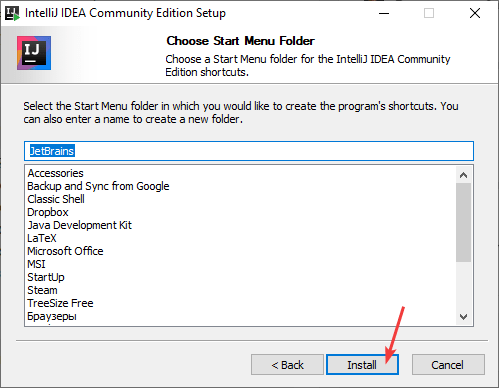 IntelliJ IDEA Community Edition Setup
IJ
Choose Start Menu Folder
Choose a Start Menu folder for the IntelliJ IDEA Community
Edition shortcuts.
Select the Start Menu folder in which you would like to create the program's shortcuts. You
can also enter a name to create a new folder.
JetBrains
Accessories
Backup and Sync from Google
Classic Shell
Dropbox
Java Development Kit
LaTeX
Microsoft Office
MSI
StartUp
Steam
TreeSize Free
Браузеры
< Back
Install
Cancel